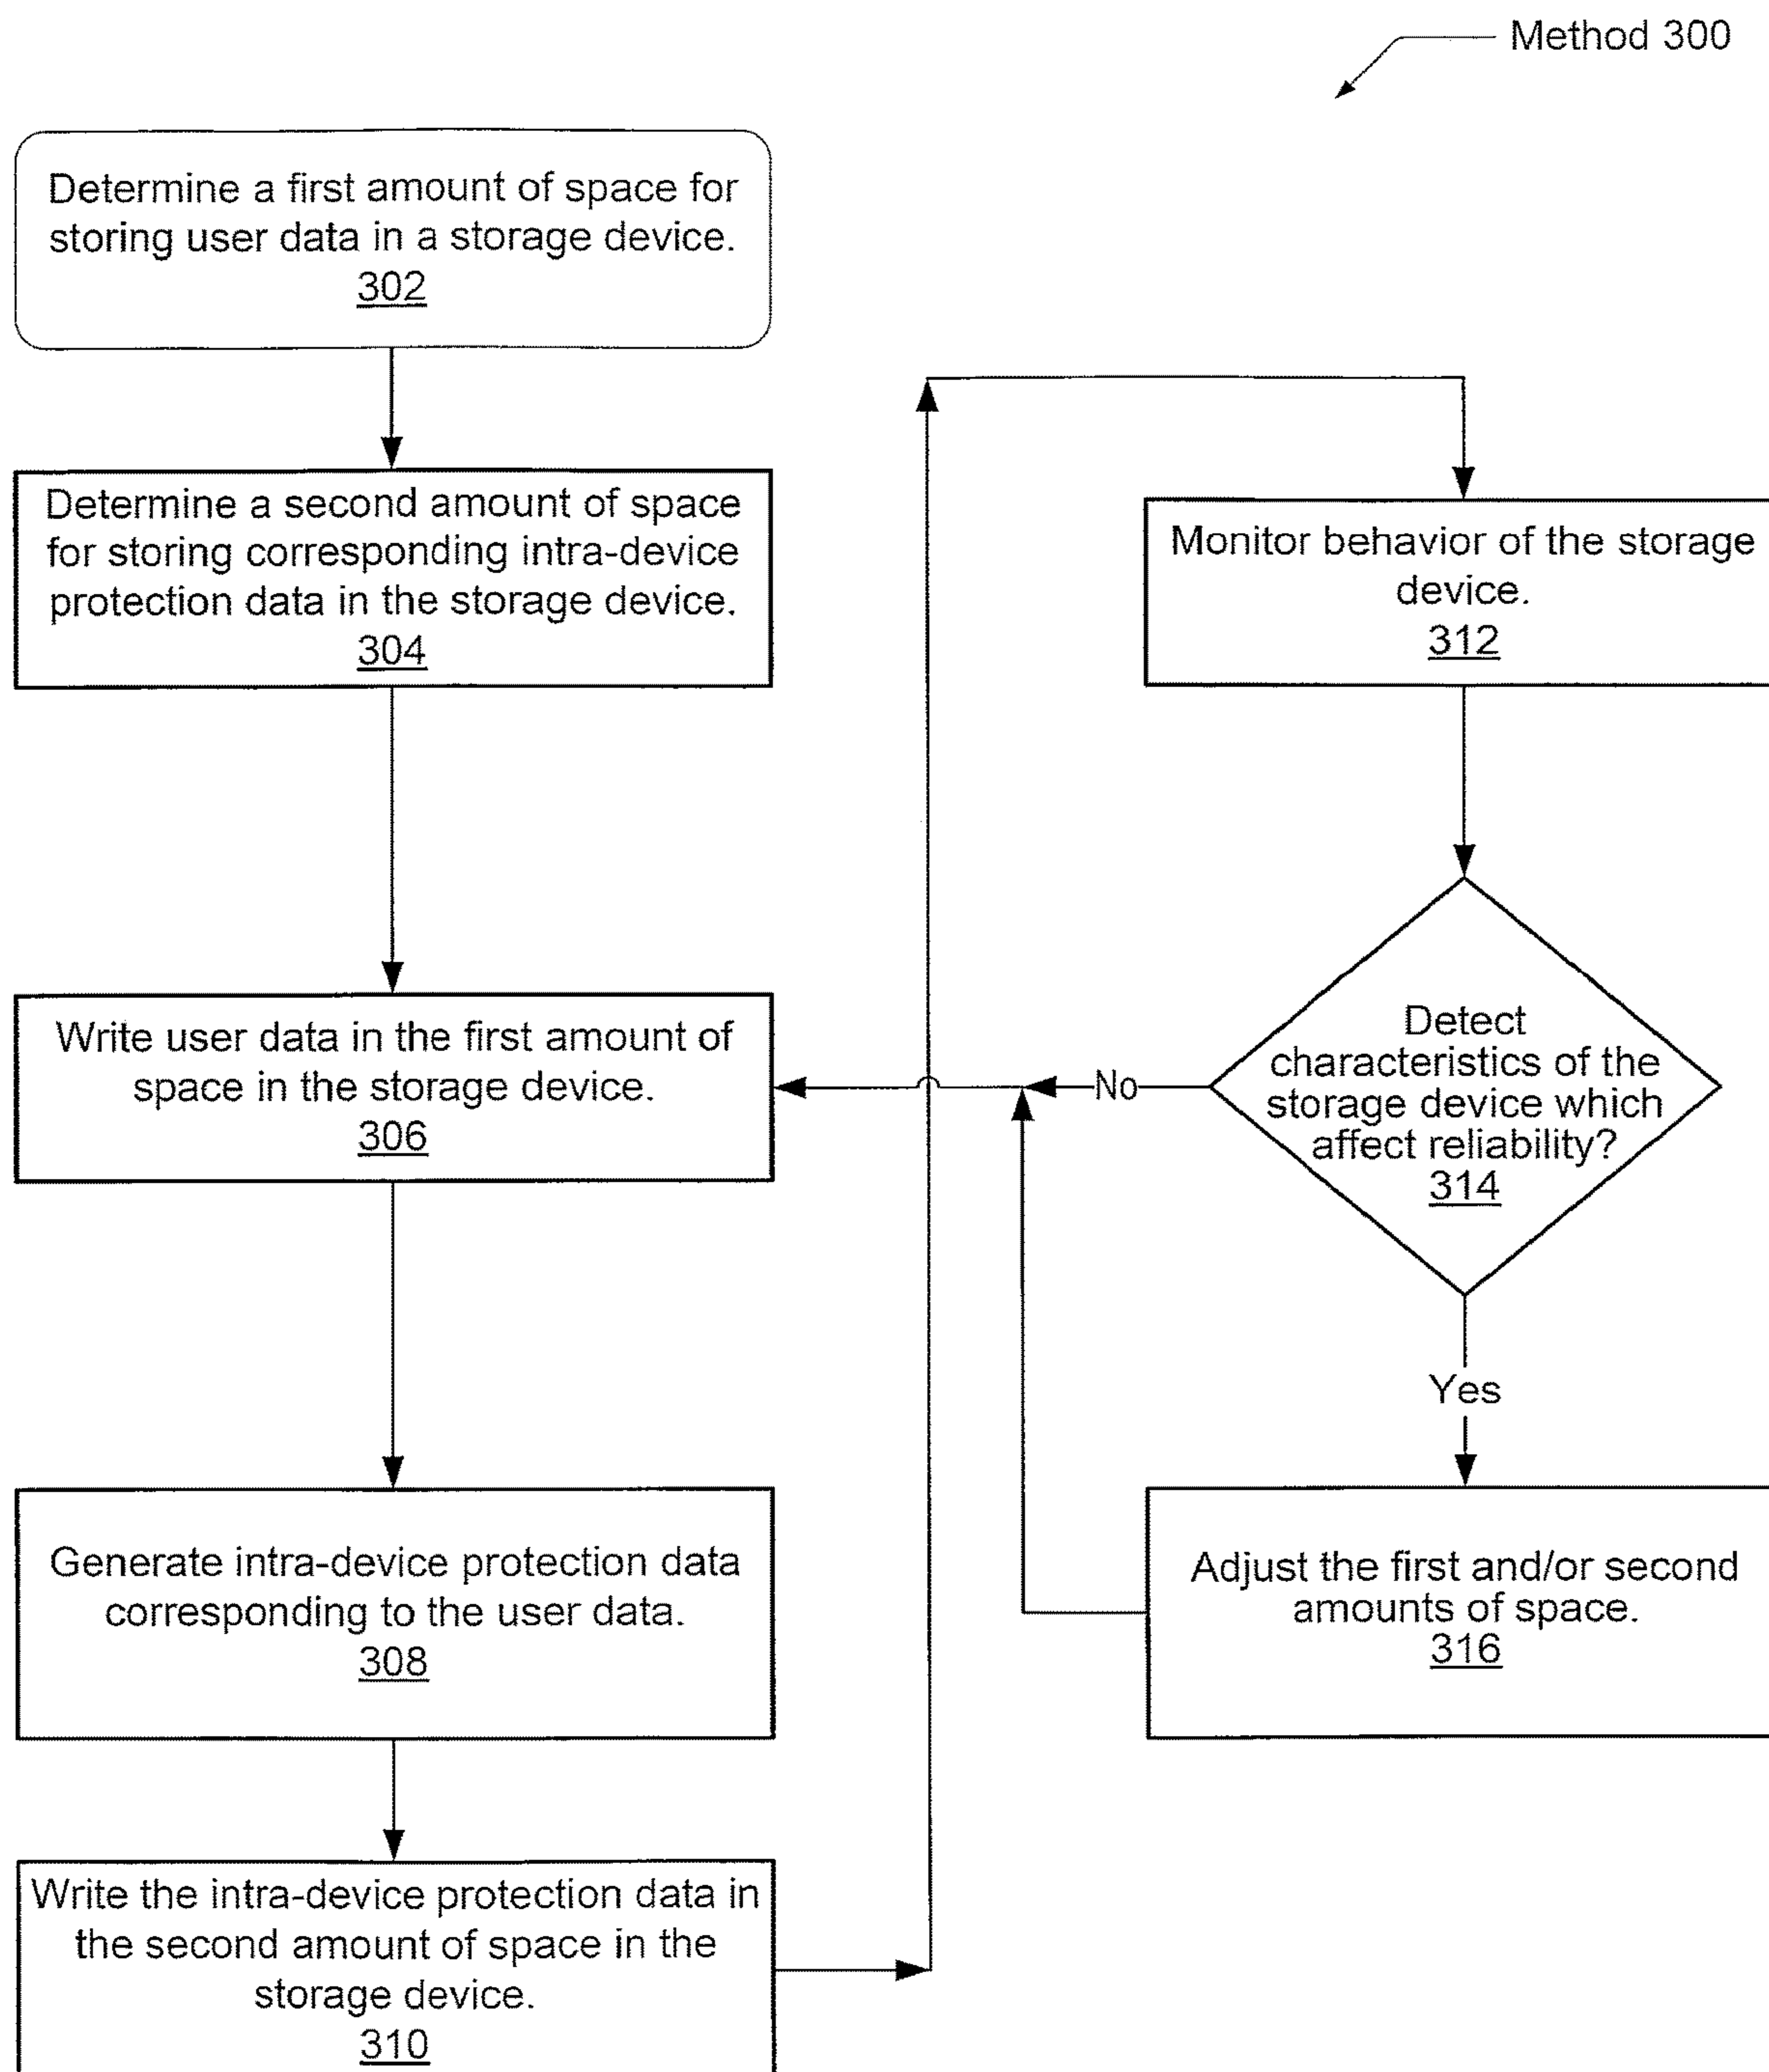 Method 300
Determine a first amount of space for
storing user data in a storage device.
302
Determine a second amount of space
for storing corresponding intra-device
protection data in the storage device.
304
Write user data in the first amount of
space in the storage device.
306
Generate intra-device protection data
corresponding to the user data.
308
Write the intra-device protection data in
the second amount of space in the
storage device.
310
Monitor behavior of the storage
device.
312
Detect
characteristics of the
storage device which
affect reliability?
314
No
Yes
Adjust the first and/or second
amounts of space.
316